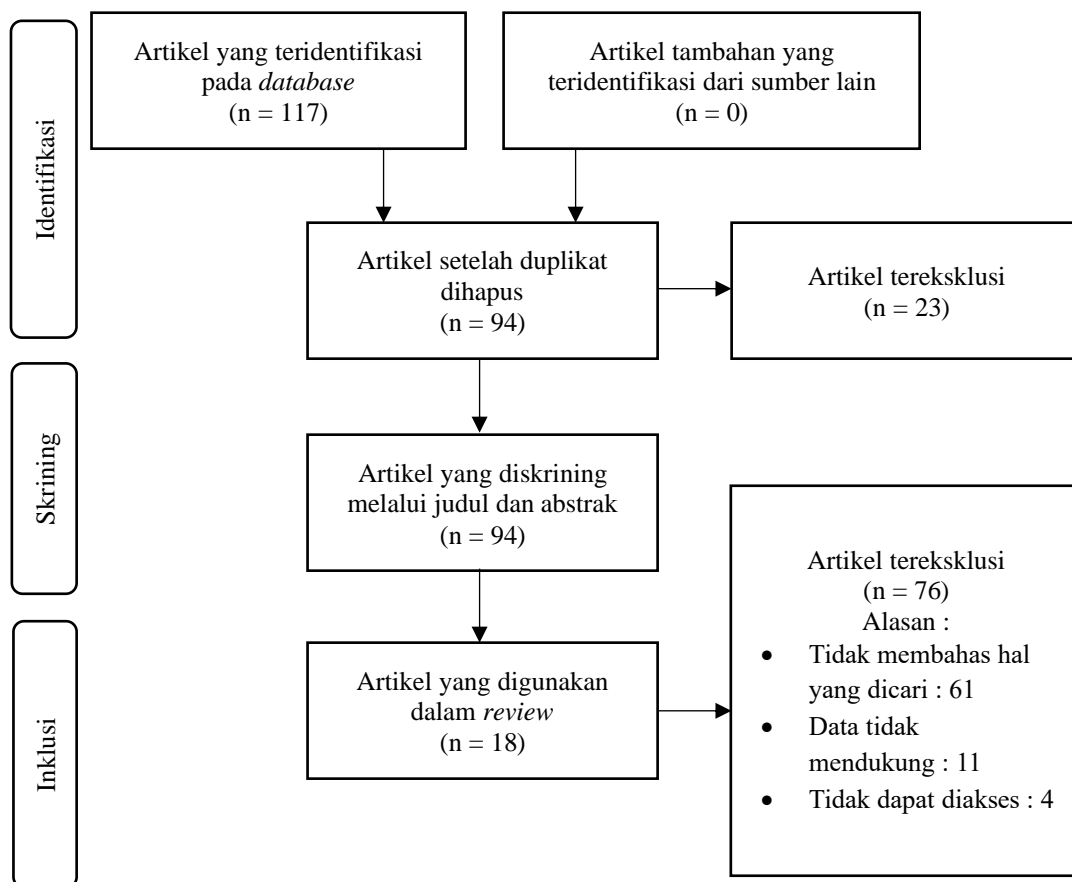 Identifikasi
Artikel yang teridentifikasi
pada database
(n = 117)
Artikel tambahan yang
teridentifikasi dari sumber lain
(n = 0)
Artikel setelah duplikat
dihapus
(n = 94)
Artikel tereksklusi
(n = 23)
Skrining
Artikel yang diskrining
melalui judul dan abstrak
(n = 94)
Inklusi
Artikel yang digunakan
dalam review
(n = 18)
Artikel tereksklusi
(n = 76)
Alasan :
• Tidak membahas hal
yang dicari : 61
• Data tidak
mendukung : 11
• Tidak dapat diakses : 4